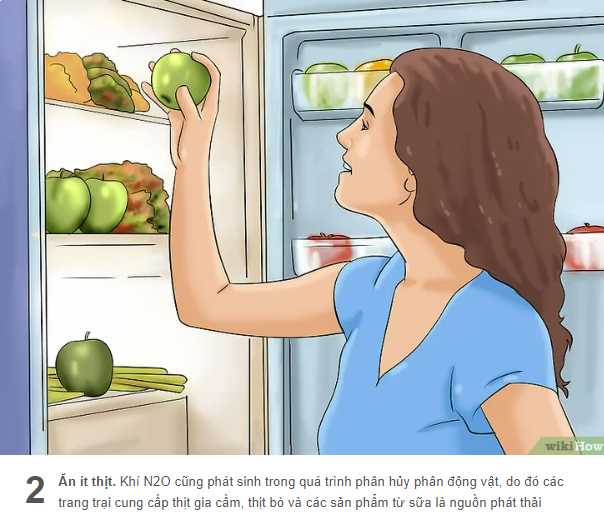 wikiHow
2 Ăn ít thịt. Khí N2O cũng phát sinh trong quá trình phân hủy phân động vật, do đó các
trang trại cung cấp thịt gia cầm, thịt bò và các sản phẩm từ sữa là nguồn phát thải